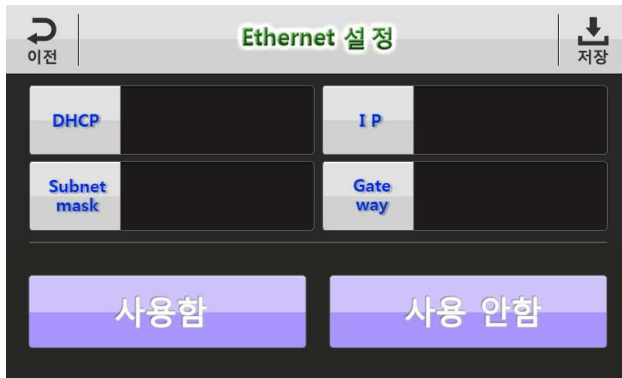 이전
Ethernet 설 정
저장
DHCP
I P
Subnet
mask
Gate
way
사용함
사용 안함